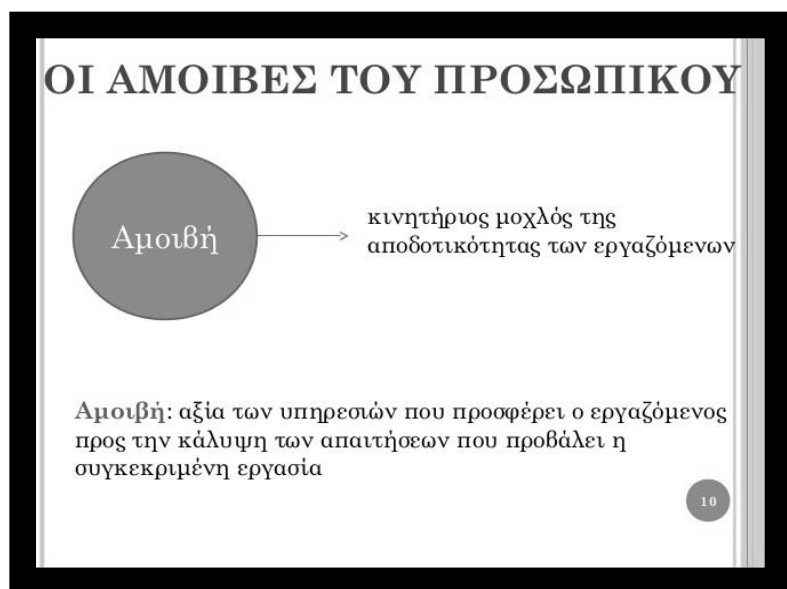 ΟΙ ΑΜΟΙΒΕΣ ΤΟΥ ΠΡΟΣΩΠΙΚΟΥ
Αμοιβή
κινητήριος μοχλός της
αποδοτικότητας των εργαζόμενων
Αμοιβή: αξία των υπηρεσιών που προσφέρει ο εργαζόμενος
προς την κάλυψη των απαιτήσεων που προβάλει η
συγκεκριμένη εργασία
10